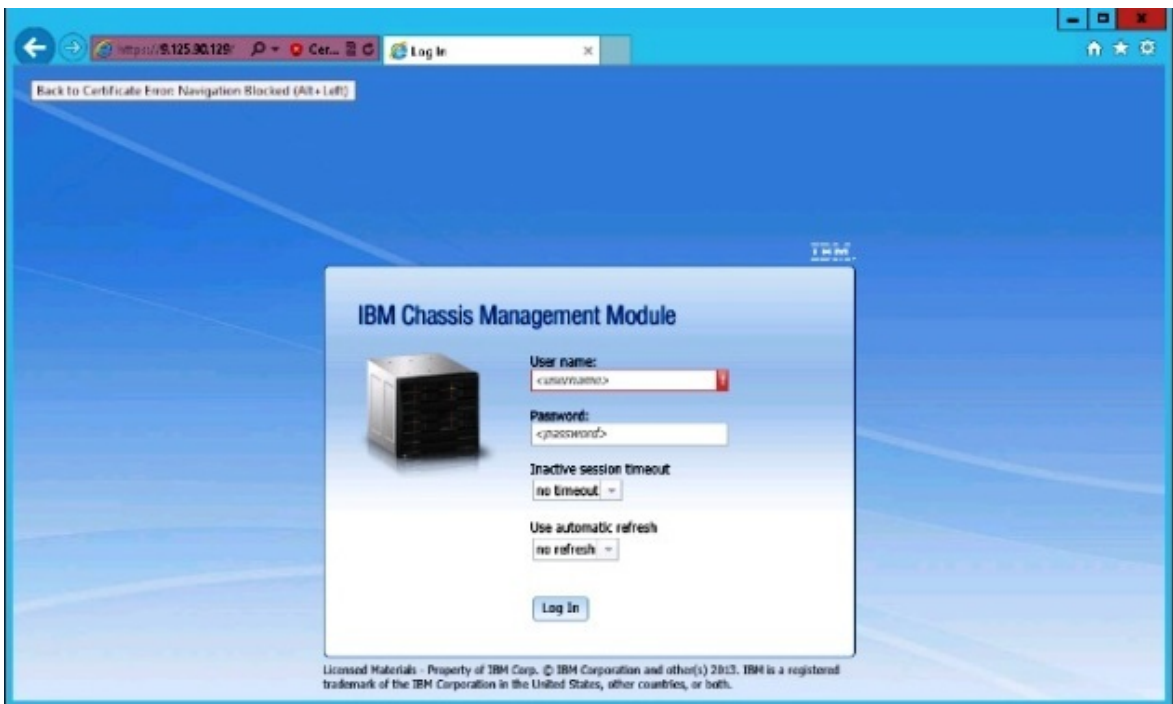 https://9.125.90.129/
Cer...
Log In
Back to Certificate Error: Navigation Blocked (Alt+Left)
IBM.
IBM Chassis Management Module
User name:
<username>
Password:
<password>
Inactive session timeout
no timeout
Use automatic refresh
no refresh
Log In
Licensed Materials - Property of IBM Corp. © IBM Corporation and other(s) 2013. IBM is a registered
trademark of the IBM Corporation in the United States, other countries, or both.